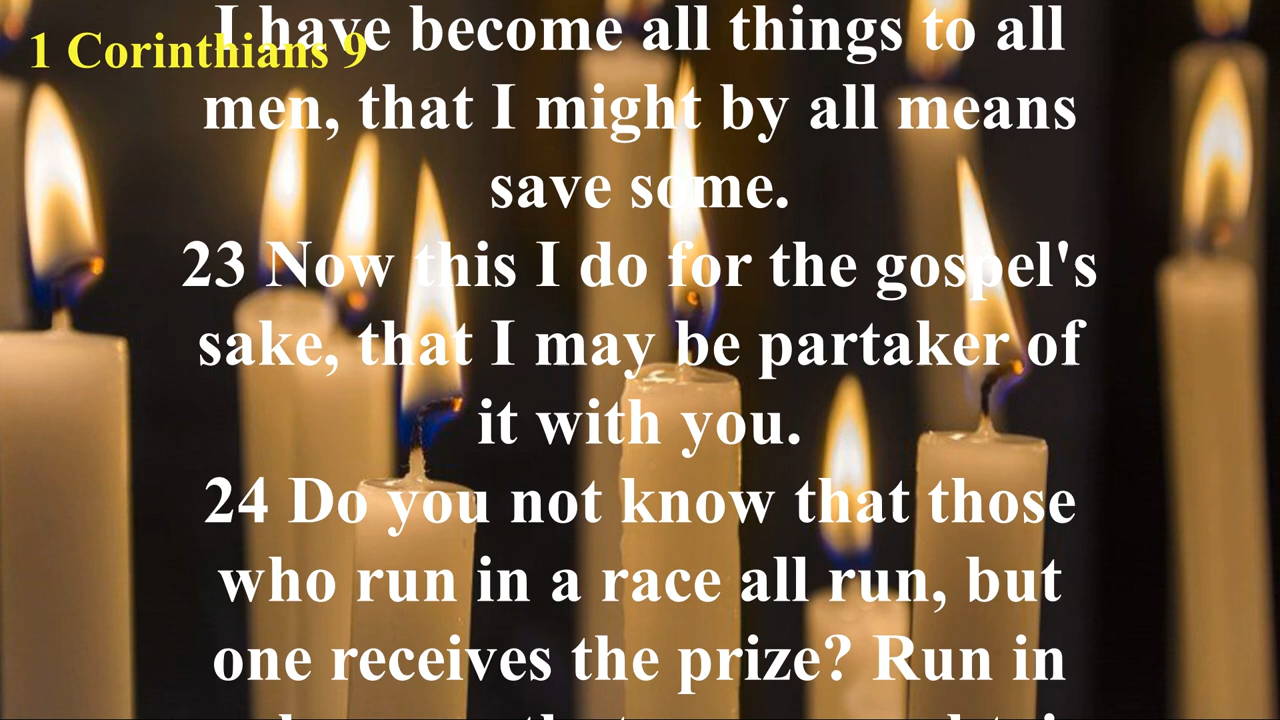 1 Corinthians 9
I have become all things to all
men, that I might by all means
save some.
23 Now this I do for the gospel's
sake, that I may be partaker of
it with you.
24 Do you not know that those
who run in a race all run, but
one receives the prize? Run in